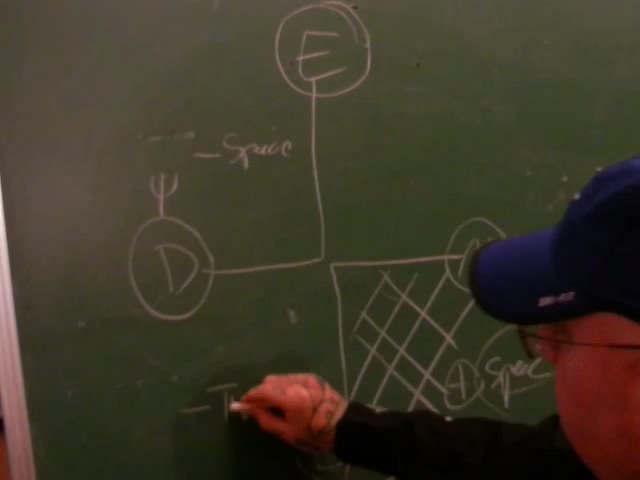 E
- Space
Ψ
D
+ Space
- T